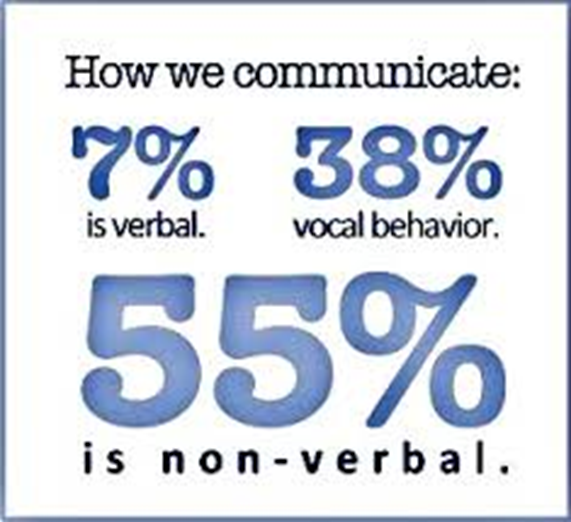 How we communicate:
7% 38%
is verbal. vocal behavior.
55%
is non-verbal.